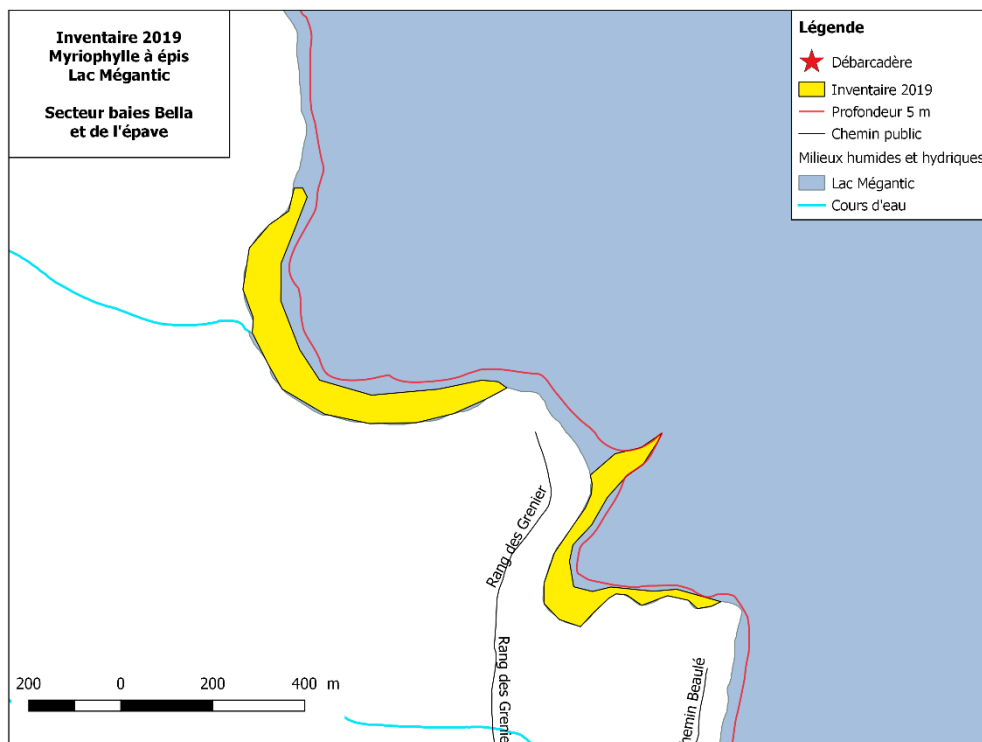 Inventaire 2019
Myriophylle à épis
Lac Mégantic
Secteur baies Bella
et de l'épave
Légende
Débarcadère
Inventaire 2019
Profondeur 5 m
Chemin public
Milieux humides et hydriques
Lac Mégantic
Cours d'eau
Rang des Grenier
Rang des Grenier
hemin Beaulé
200 0 200 400 m